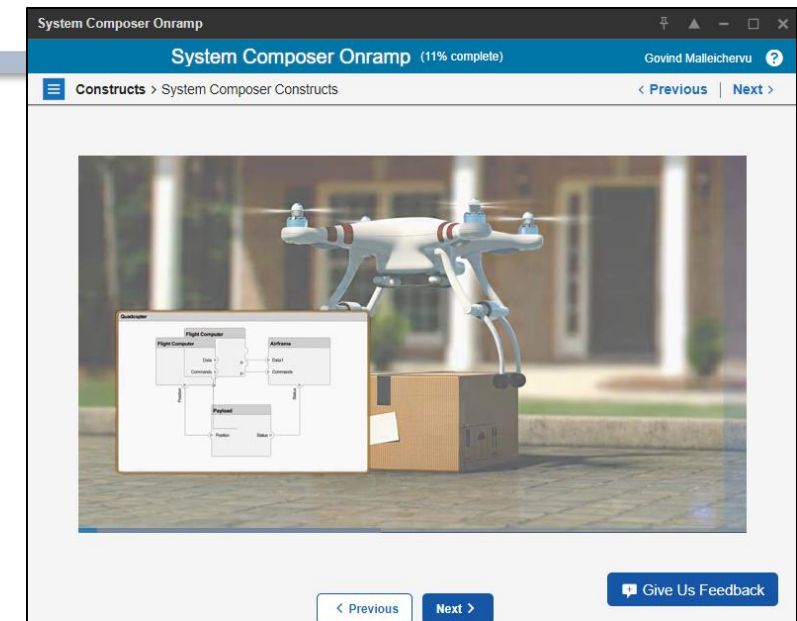 System Composer Onramp
System Composer Onramp (11% complete)
Govind Malleichervu ?
Constructs > System Composer Constructs
< Previous | Next >
Quadcopter
Flight Computer
Flight Computer
Airframe
Data
Data1
Commands
Commands
Position
Status
Payload
Position
Status
Give Us Feedback
< Previous
Next >